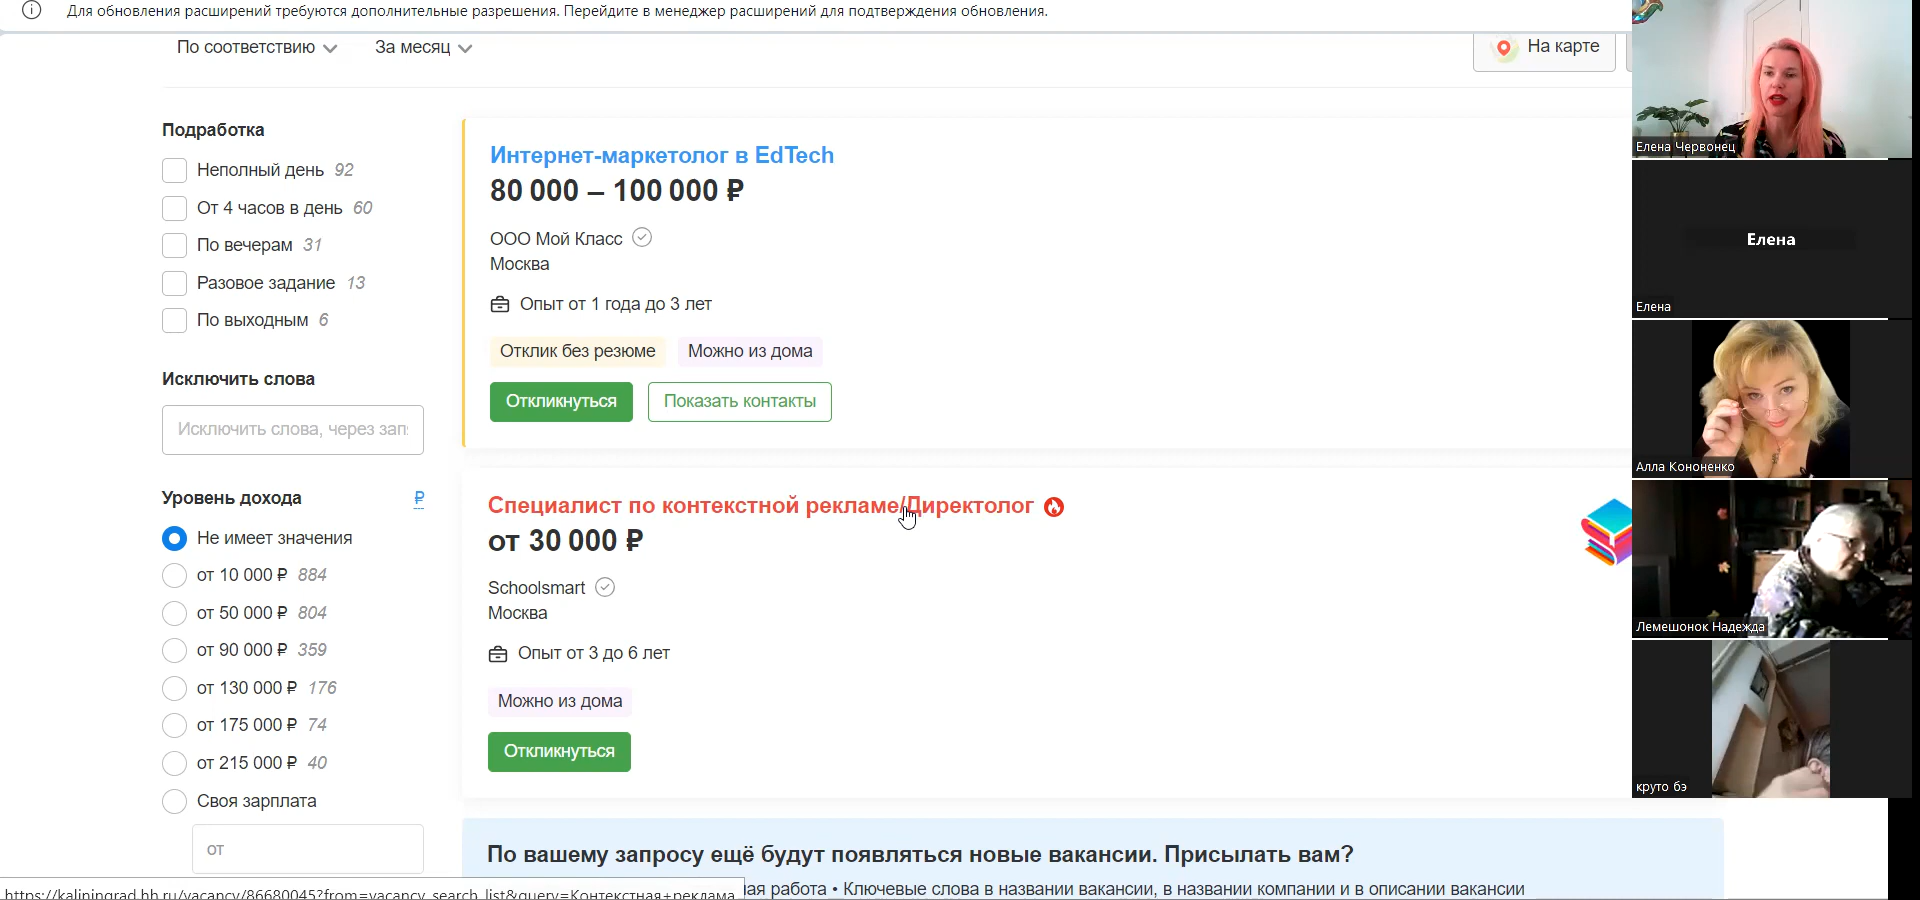 Для обновления расширений требуются дополнительные разрешения. Перейдите в менеджер расширений для подтверждения обновления.
По соответствию За месяц На карте
Подработка
Неполный день 92
От 4 часов в день 60
По вечерам 31
Разовое задание 13
По выходным 6
Исключить слова
Исключить слова, через зап
Уровень дохода ₽
Не имеет значения
от 10 000 ₽ 884
от 50 000 ₽ 804
от 90 000 ₽ 359
от 130 000 ₽ 176
от 175 000 ₽ 74
от 215 000 ₽ 40
Своя зарплата
от
Интернет-маркетолог в EdTech
80 000 – 100 000 ₽
ООО Мой Класс
Москва
Опыт от 1 года до 3 лет
Отклик без резюме Можно из дома
Откликнуться Показать контакты
Специалист по контекстной рекламе/Директолог
от 30 000 ₽
Schoolsmart
Москва
Опыт от 3 до 6 лет
Можно из дома
Откликнуться
По вашему запросу ещё будут появляться новые вакансии. Присылать вам?
ая работа • Ключевые слова в названии вакансии, в названии компании и в описании вакансии
https://kaliningrad.hh.ru/vacancy/86680045?from=vacancy_search_list&query=Контекстная+реклама
Елена Червонец
Елена
Елена
Алла Кононенко
Лемешонок Надежда
круто бэ